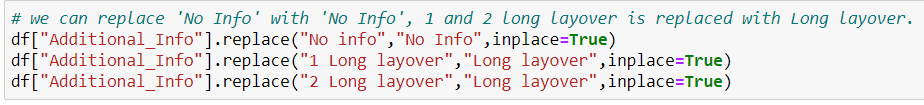 # we can replace 'No Info' with 'No Info', 1 and 2 long layover is replaced with Long layover.
df["Additional_Info"].replace("No info","No Info",inplace=True)
df["Additional_Info"].replace("1 Long layover","Long layover",inplace=True)
df["Additional_Info"].replace("2 Long layover","Long layover",inplace=True)